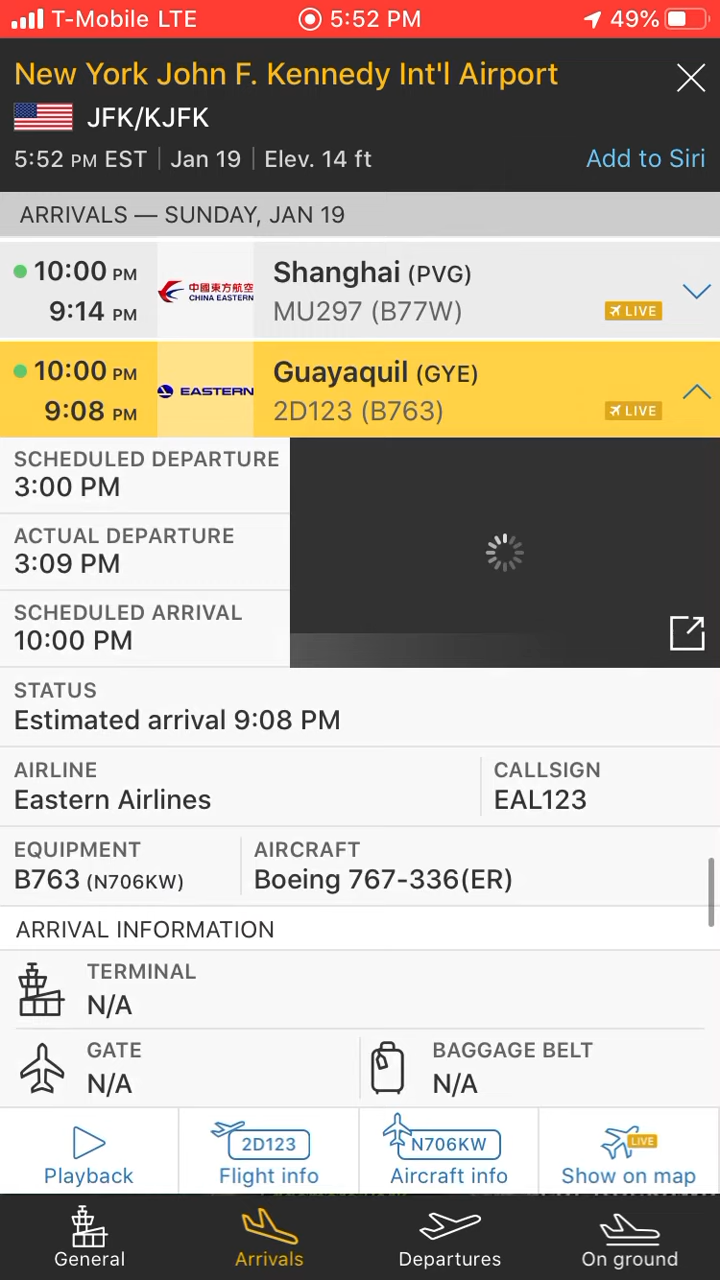 T-Mobile LTE 5:52 PM 49%
New York John F. Kennedy Int'l Airport
JFK/KJFK
5:52 PM EST Jan 19 Elev. 14 ft Add to Siri
ARRIVALS — SUNDAY, JAN 19
10:00 PM 中國東方航空 Shanghai (PVG)
9:14 PM CHINA EASTERN MU297 (B77W) LIVE
10:00 PM EASTERN Guayaquil (GYE)
9:08 PM 2D123 (B763) LIVE
SCHEDULED DEPARTURE
3:00 PM
ACTUAL DEPARTURE
3:09 PM
SCHEDULED ARRIVAL
10:00 PM
STATUS
Estimated arrival 9:08 PM
AIRLINE CALLSIGN
Eastern Airlines EAL123
EQUIPMENT AIRCRAFT
B763 (N706KW) Boeing 767-336(ER)
ARRIVAL INFORMATION
TERMINAL
N/A
GATE BAGGAGE BELT
N/A N/A
2D123 N706KW LIVE
Playback Flight info Aircraft info Show on map
General Arrivals Departures On ground